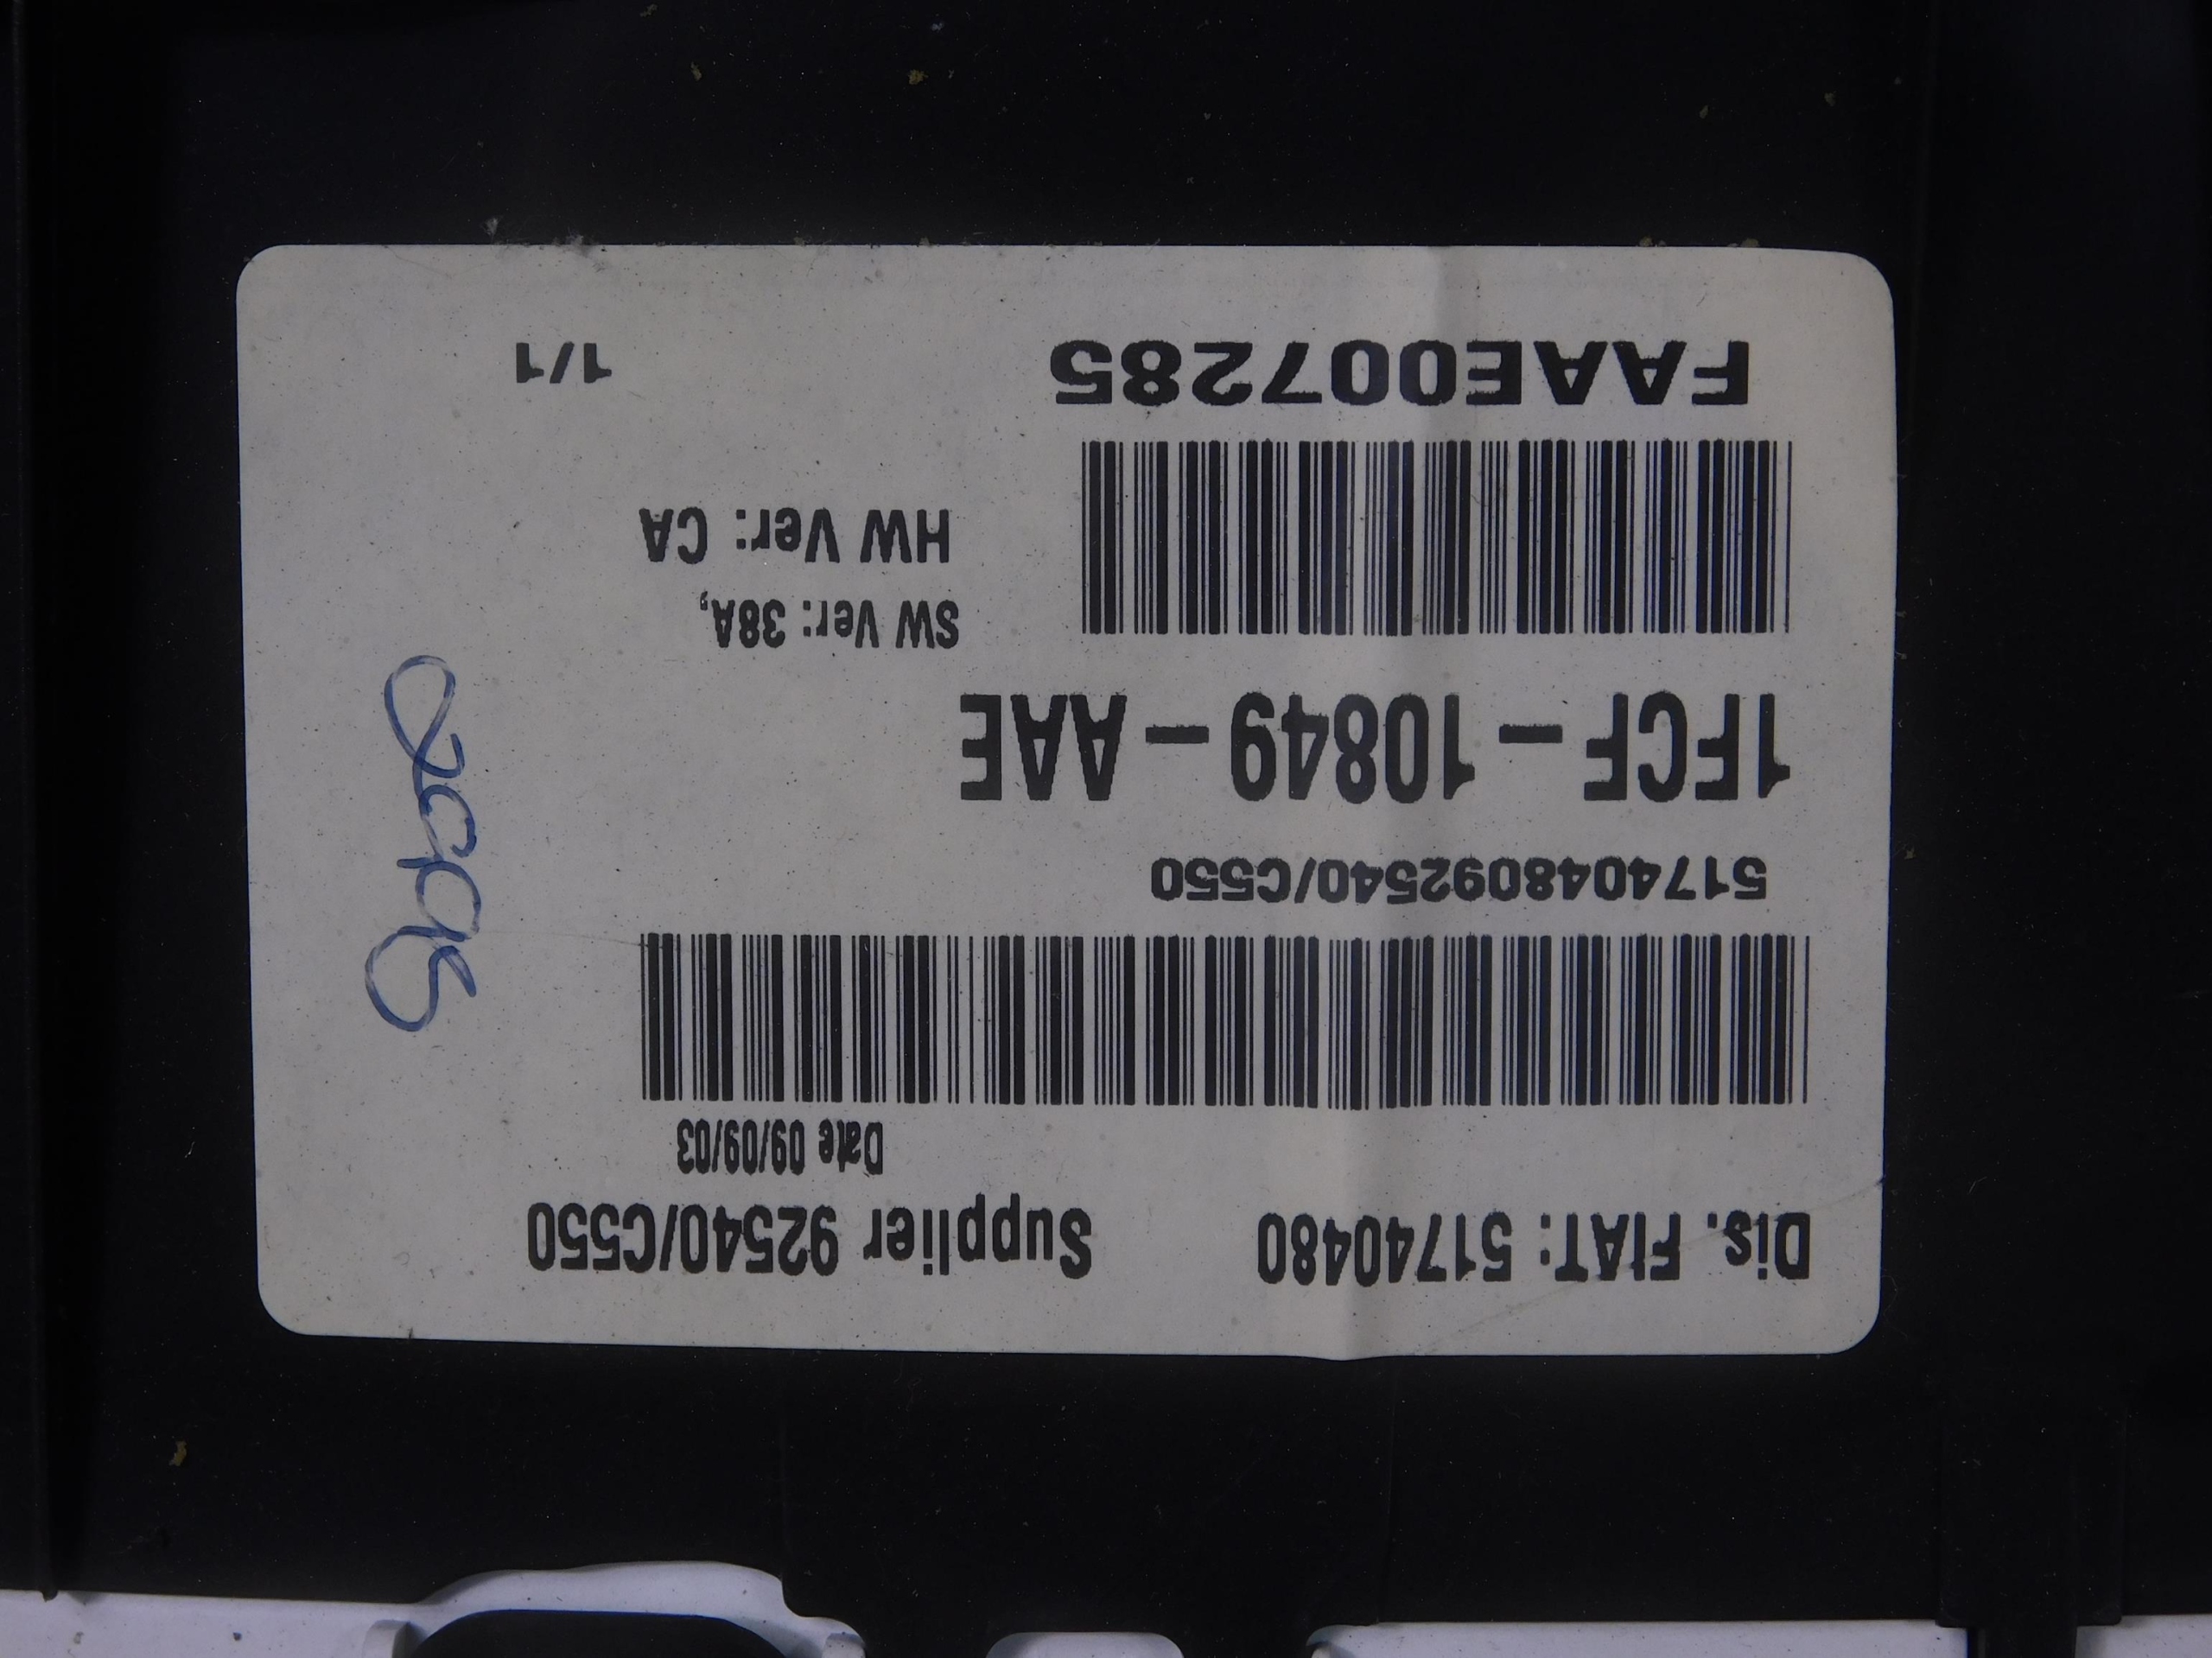 Dis. FIAT: 51740480 Supplier 92540/C550
Date 09/09/03
5174048092540/C550
1FCF - 10849 - AAE
SW Ver: 38A,
HW Ver: CA
FAAE007285 1/1